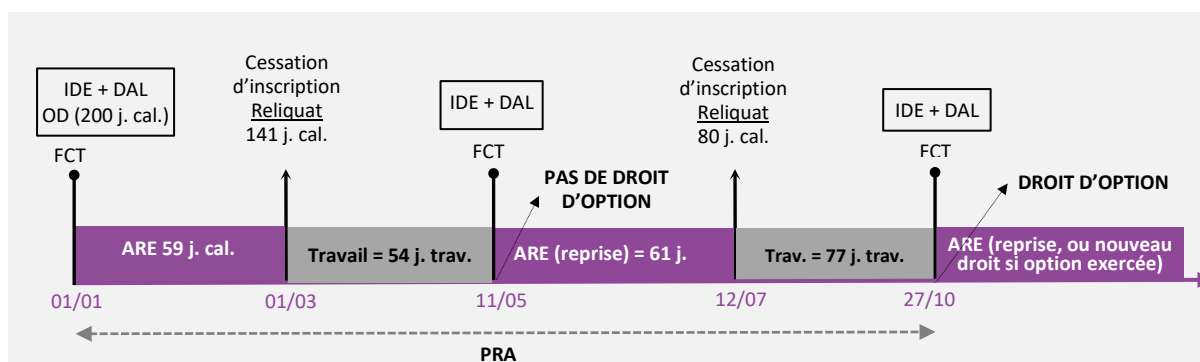 IDE + DAL
OD (200 j. cal.)
FCT
Cessation
d’inscription
Reliquat
141 j. cal.
IDE + DAL
FCT
PAS DE DROIT
D’OPTION
Cessation
d’inscription
Reliquat
80 j. cal.
IDE + DAL
FCT
DROIT D’OPTION
ARE 59 j. cal.
Travail = 54 j. trav.
ARE (reprise) = 61 j.
Trav. = 77 j. trav.
ARE (reprise, ou nouveau
droit si option exercée)
01/01
01/03
11/05
12/07
27/10
PRA